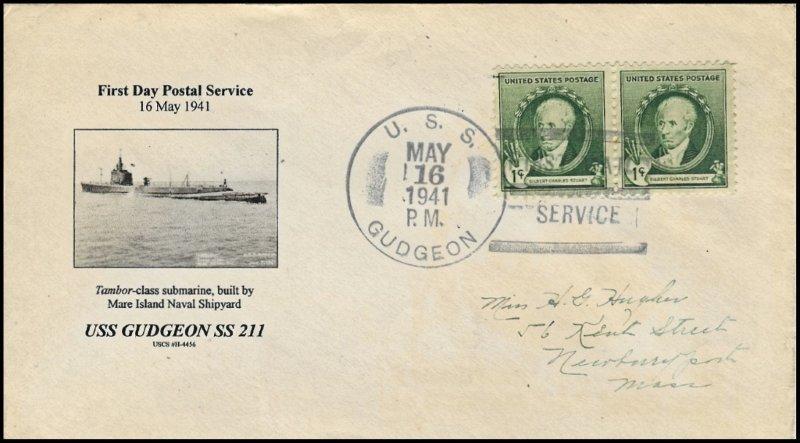 First Day Postal Service
16 May 1941
Tambor-class submarine, built by
Mare Island Naval Shipyard
USS GUDGEON SS 211
USCS #II-4456
U. S. S.
MAY
16
1941
P.M.
GUDGEON
UNITED STATES POSTAGE
1¢
GILBERT CHARLES STUART
UNITED STATES POSTAGE
1¢
GILBERT CHARLES STUART
SERVICE
Miss H. G. Hughes
56 Kent Street
Newburyport
Mass